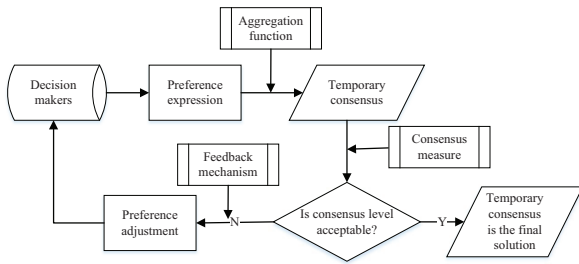 Aggregation
function
Decision
makers
Preference
expression
Temporary
consensus
Consensus
measure
Feedback
mechanism
Is consensus level
acceptable?
Preference
adjustment
N
Y
Temporary
consensus
is the final
solution